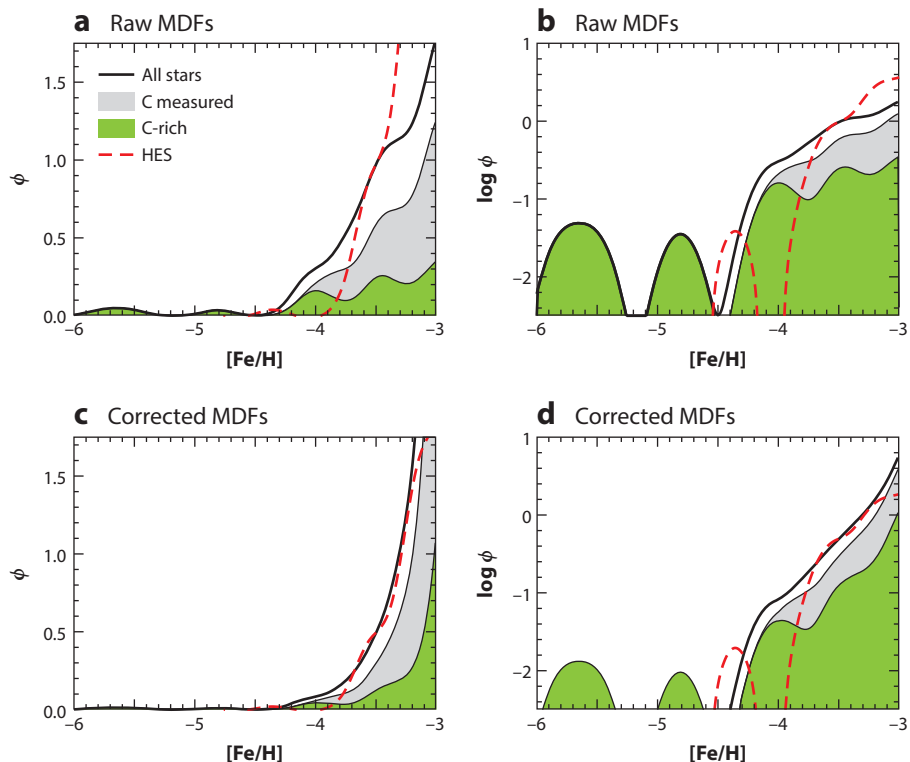 a Raw MDFs
1.5
1.0
0.5
0.0
ϕ
All stars
C measured
C-rich
HES
−6 −5 −4 −3
[Fe/H]
b Raw MDFs
1
0
−1
−2
log ϕ
−6 −5 −4 −3
[Fe/H]
c Corrected MDFs
1.5
1.0
0.5
0.0
ϕ
−6 −5 −4 −3
[Fe/H]
d Corrected MDFs
1
0
−1
−2
log ϕ
−6 −5 −4 −3
[Fe/H]